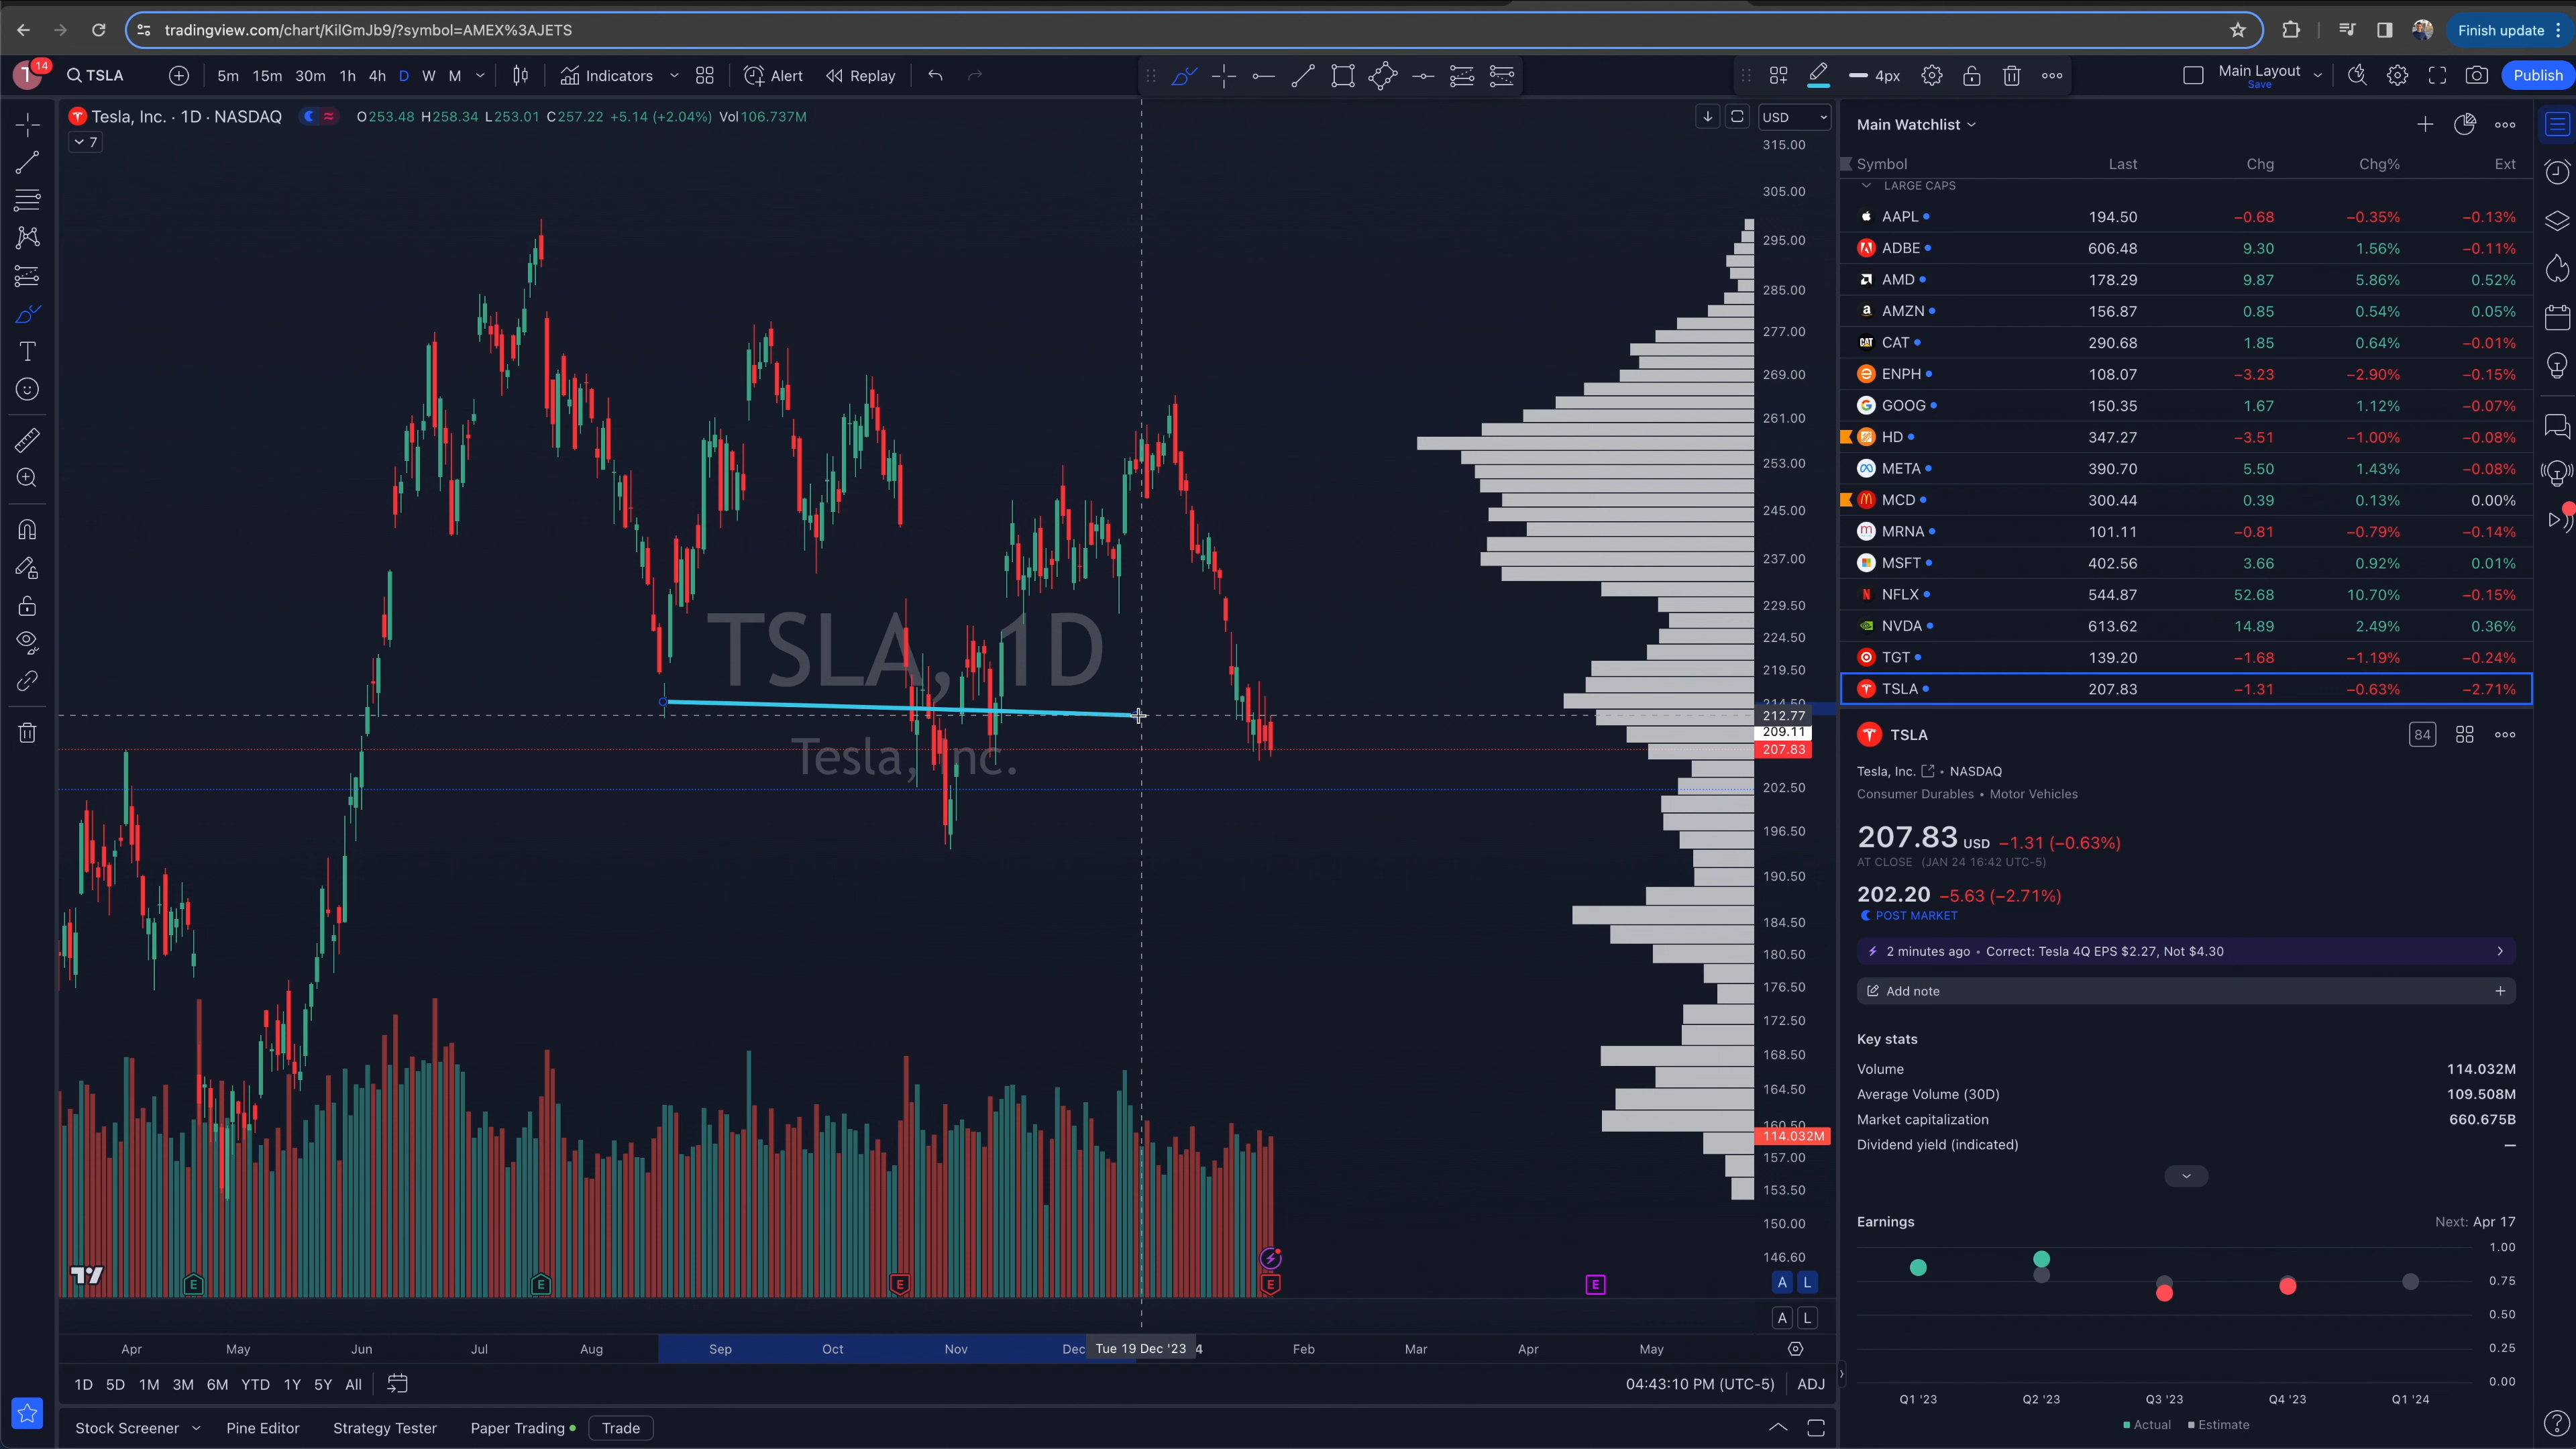 tradingview.com/chart/KilGmJb9/?symbol=AMEX%3AJETS
Finish update
14
TSLA 5m 15m 30m 1h 4h D W M Indicators Alert Replay 4px Main Layout Save Publish
Tesla, Inc. · 1D · NASDAQ O253.48 H258.34 L253.01 C257.22 +5.14 (+2.04%) Vol106.737M
7
USD
315.00
305.00
295.00
285.00
277.00
269.00
261.00
253.00
245.00
237.00
229.50
224.50
219.50
214.50
212.77
209.11
207.83
202.50
196.50
190.50
184.50
180.50
176.50
172.50
168.50
164.50
160.50
114.032M
157.00
153.50
150.00
146.60
TSLA, 1D
Tesla, Inc.
E E E E E
A L
A L
Apr May Jun Jul Aug Sep Oct Nov Dec Tue 19 Dec '23 4 Feb Mar Apr May
1D 5D 1M 3M 6M YTD 1Y 5Y All
04:43:10 PM (UTC-5) ADJ
Stock Screener Pine Editor Strategy Tester Paper Trading Trade
Main Watchlist
Symbol Last Chg Chg% Ext
LARGE CAPS
AAPL 194.50 −0.68 −0.35% −0.13%
ADBE 606.48 9.30 1.56% −0.11%
AMD 178.29 9.87 5.86% 0.52%
AMZN 156.87 0.85 0.54% 0.05%
CAT 290.68 1.85 0.64% −0.01%
ENPH 108.07 −3.23 −2.90% −0.15%
GOOG 150.35 1.67 1.12% −0.07%
HD 347.27 −3.51 −1.00% −0.08%
META 390.70 5.50 1.43% −0.08%
MCD 300.44 0.39 0.13% 0.00%
MRNA 101.11 −0.81 −0.79% −0.14%
MSFT 402.56 3.66 0.92% 0.01%
NFLX 544.87 52.68 10.70% −0.15%
NVDA 613.62 14.89 2.49% 0.36%
TGT 139.20 −1.68 −1.19% −0.24%
TSLA 207.83 −1.31 −0.63% −2.71%
TSLA 84
Tesla, Inc. • NASDAQ
Consumer Durables • Motor Vehicles
207.83 USD −1.31 (−0.63%)
AT CLOSE (JAN 24 16:42 UTC-5)
202.20 −5.63 (−2.71%)
POST MARKET
2 minutes ago • Correct: Tesla 4Q EPS $2.27, Not $4.30
Add note
Key stats
Volume 114.032M
Average Volume (30D) 109.508M
Market capitalization 660.675B
Dividend yield (indicated) —
Earnings Next: Apr 17
1.00
0.75
0.50
0.25
0.00
Q1 '23 Q2 '23 Q3 '23 Q4 '23 Q1 '24
Actual Estimate